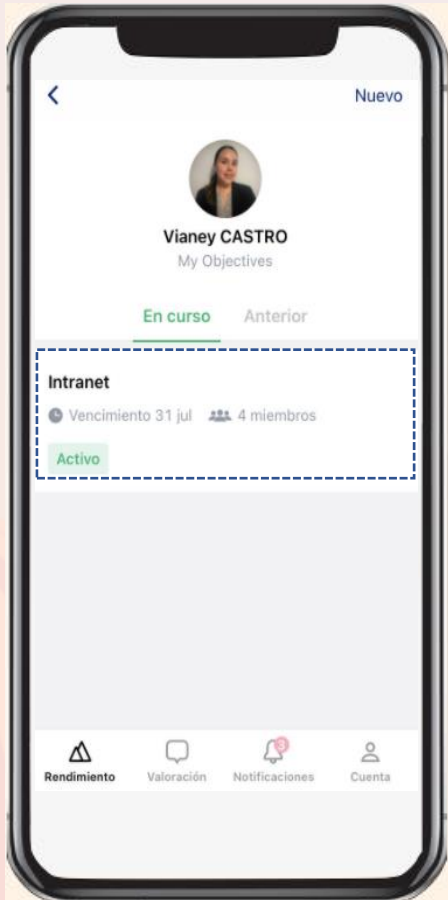 Nuevo
Vianey CASTRO
My Objectives
En curso Anterior
Intranet
Vencimiento 31 jul 4 miembros
Activo
3
Rendimiento Valoración Notificaciones Cuenta